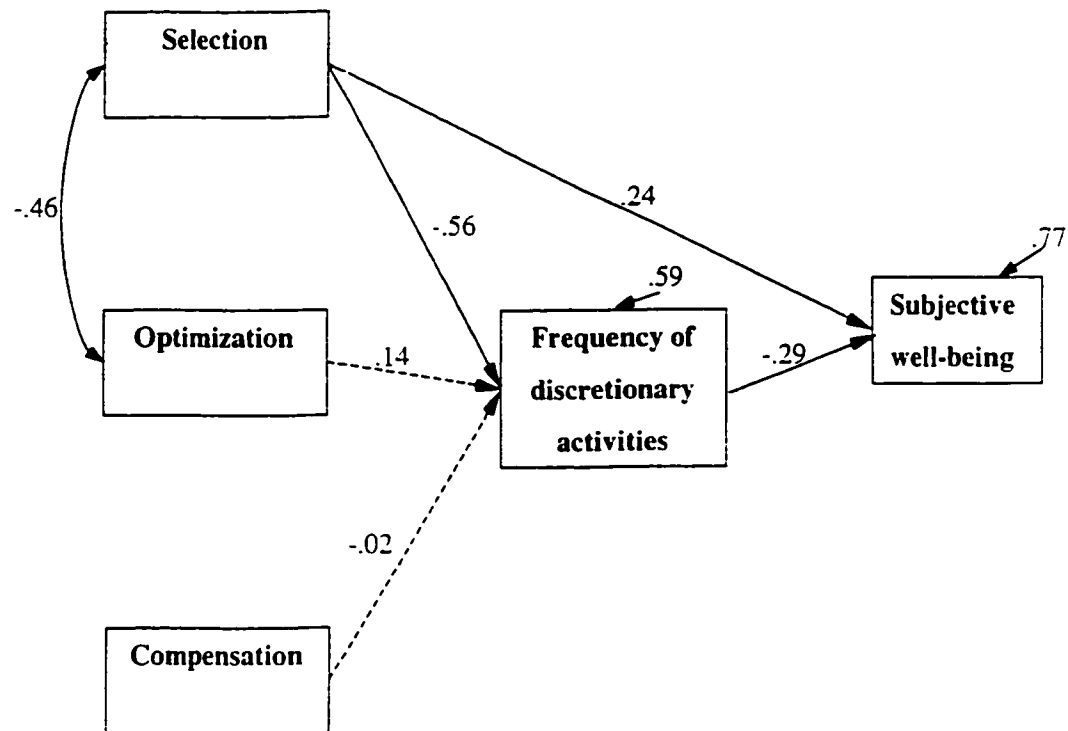 Selection
-.46
.24
-.56
.77
.59
Optimization
.14
Frequency of
discretionary
activities
-.29
Subjective
well-being
-.02
Compensation